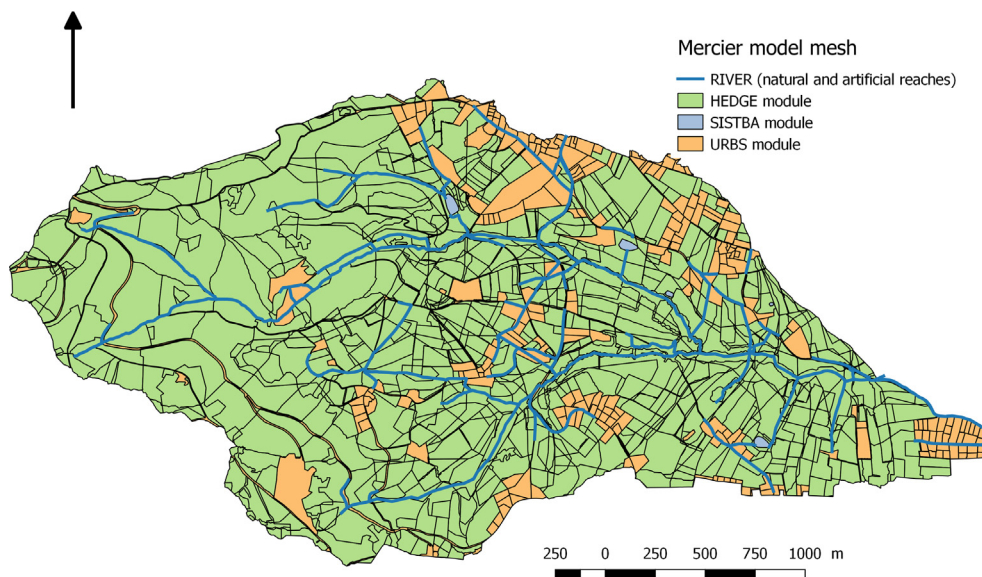 Mercier model mesh
RIVER (natural and artificial reaches)
HEDGE module
SISTBA module
URBS module
250 0 250 500 750 1000 m